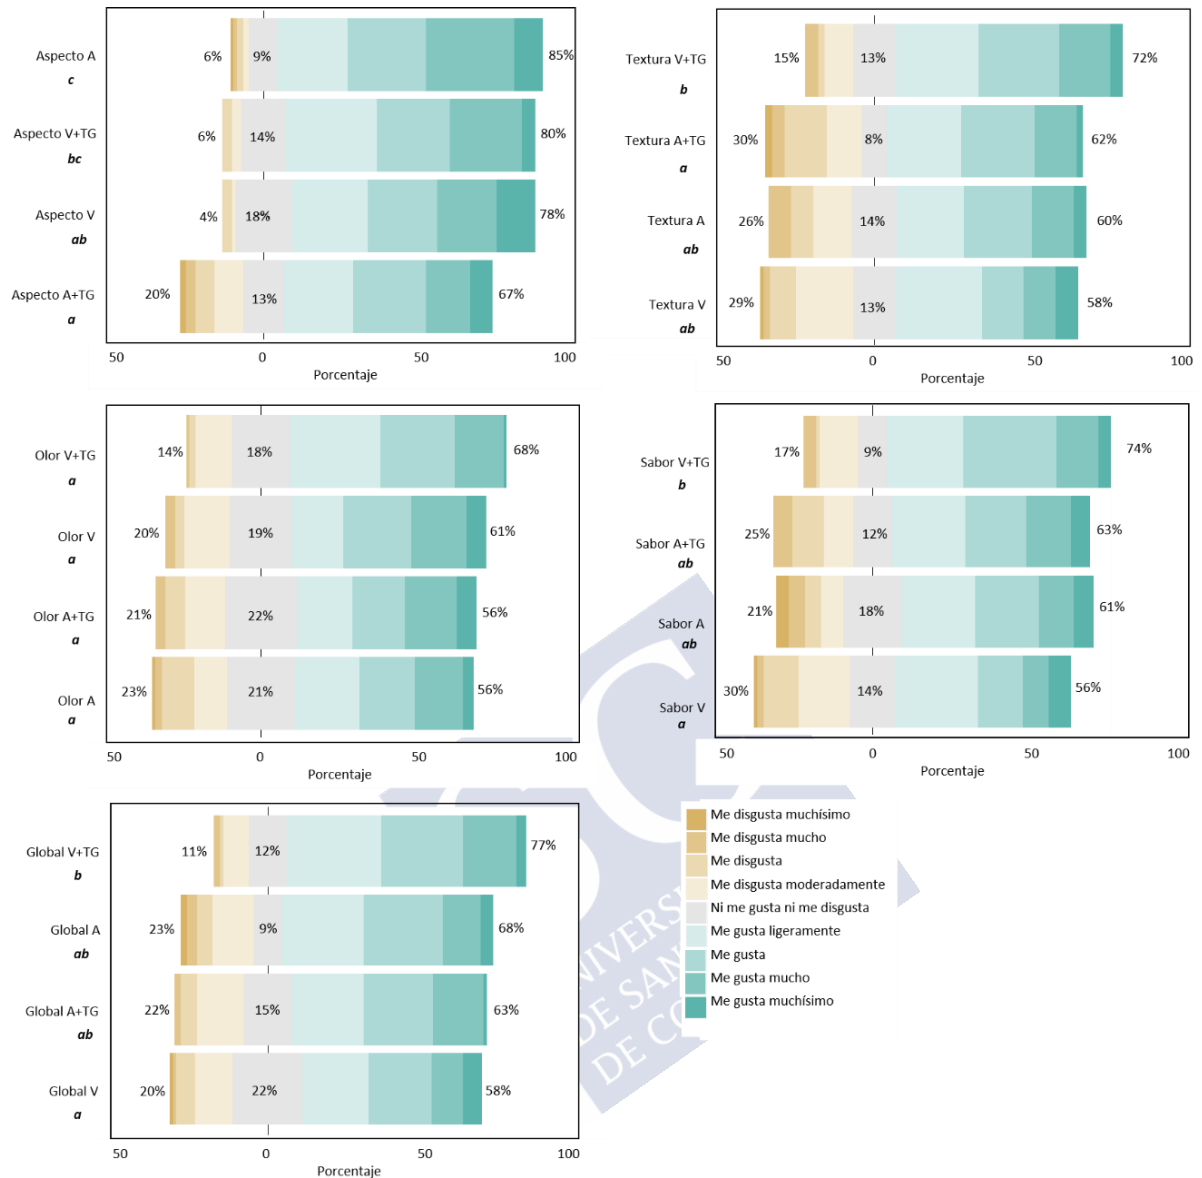 Aspecto A
c
6%
9%
85%
Aspecto V+TG
bc
6%
14%
80%
Aspecto V
ab
4%
18%
78%
Aspecto A+TG
a
20%
13%
67%
50 0 50 100
Porcentaje
Textura V+TG
b
15%
13%
72%
Textura A+TG
a
30%
8%
62%
Textura A
ab
26%
14%
60%
Textura V
ab
29%
13%
58%
50 0 50 100
Porcentaje
Olor V+TG
a
14%
18%
68%
Olor V
a
20%
19%
61%
Olor A+TG
a
21%
22%
56%
Olor A
a
23%
21%
56%
50 0 50 100
Porcentaje
Sabor V+TG
b
17%
9%
74%
Sabor A+TG
ab
25%
12%
63%
Sabor A
ab
21%
18%
61%
Sabor V
a
30%
14%
56%
50 0 50 100
Porcentaje
Global V+TG
b
11%
12%
77%
Global A
ab
23%
9%
68%
Global A+TG
ab
22%
15%
63%
Global V
a
20%
22%
58%
50 0 50 100
Porcentaje
Me disgusta muchísimo
Me disgusta mucho
Me disgusta
Me disgusta moderadamente
Ni me gusta ni me disgusta
Me gusta ligeramente
Me gusta
Me gusta mucho
Me gusta muchísimo